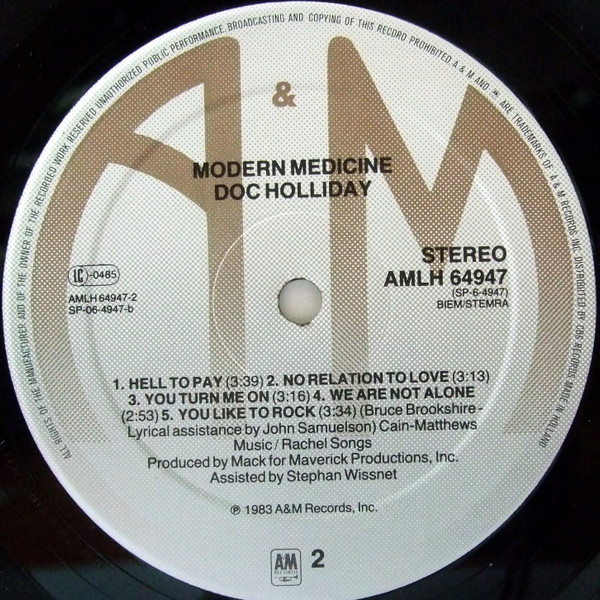 ALL RIGHTS OF THE MANUFACTURER AND OF THE OWNER OF THE RECORDED WORK RESERVED UNAUTHORIZED PUBLIC PERFORMANCE, BROADCASTING AND COPYING OF THIS RECORD PROHIBITED. A & M AND ARE TRADEMARKS OF A & M RECORDS INC. DISTRIBUTED BY CBS RECORDS. MADE IN HOLLAND
A & M
MODERN MEDICINE
DOC HOLLIDAY
STEREO
AMLH 64947
(SP-6-4947)
BIEM/STEMRA
LC-0485
AMLH 64947-2
SP-06-4947-b
1. HELL TO PAY (3:39) 2. NO RELATION TO LOVE (3:13)
3. YOU TURN ME ON (3:16) 4. WE ARE NOT ALONE
(2:53) 5. YOU LIKE TO ROCK (3:34) (Bruce Brookshire-
Lyrical assistance by John Samuelson) Cain-Matthews
Music/Rachel Songs
Produced by Mack for Maverick Productions, Inc.
Assisted by Stephan Wissnet
℗ 1983 A&M Records, Inc.
A&M
RECORDS
2